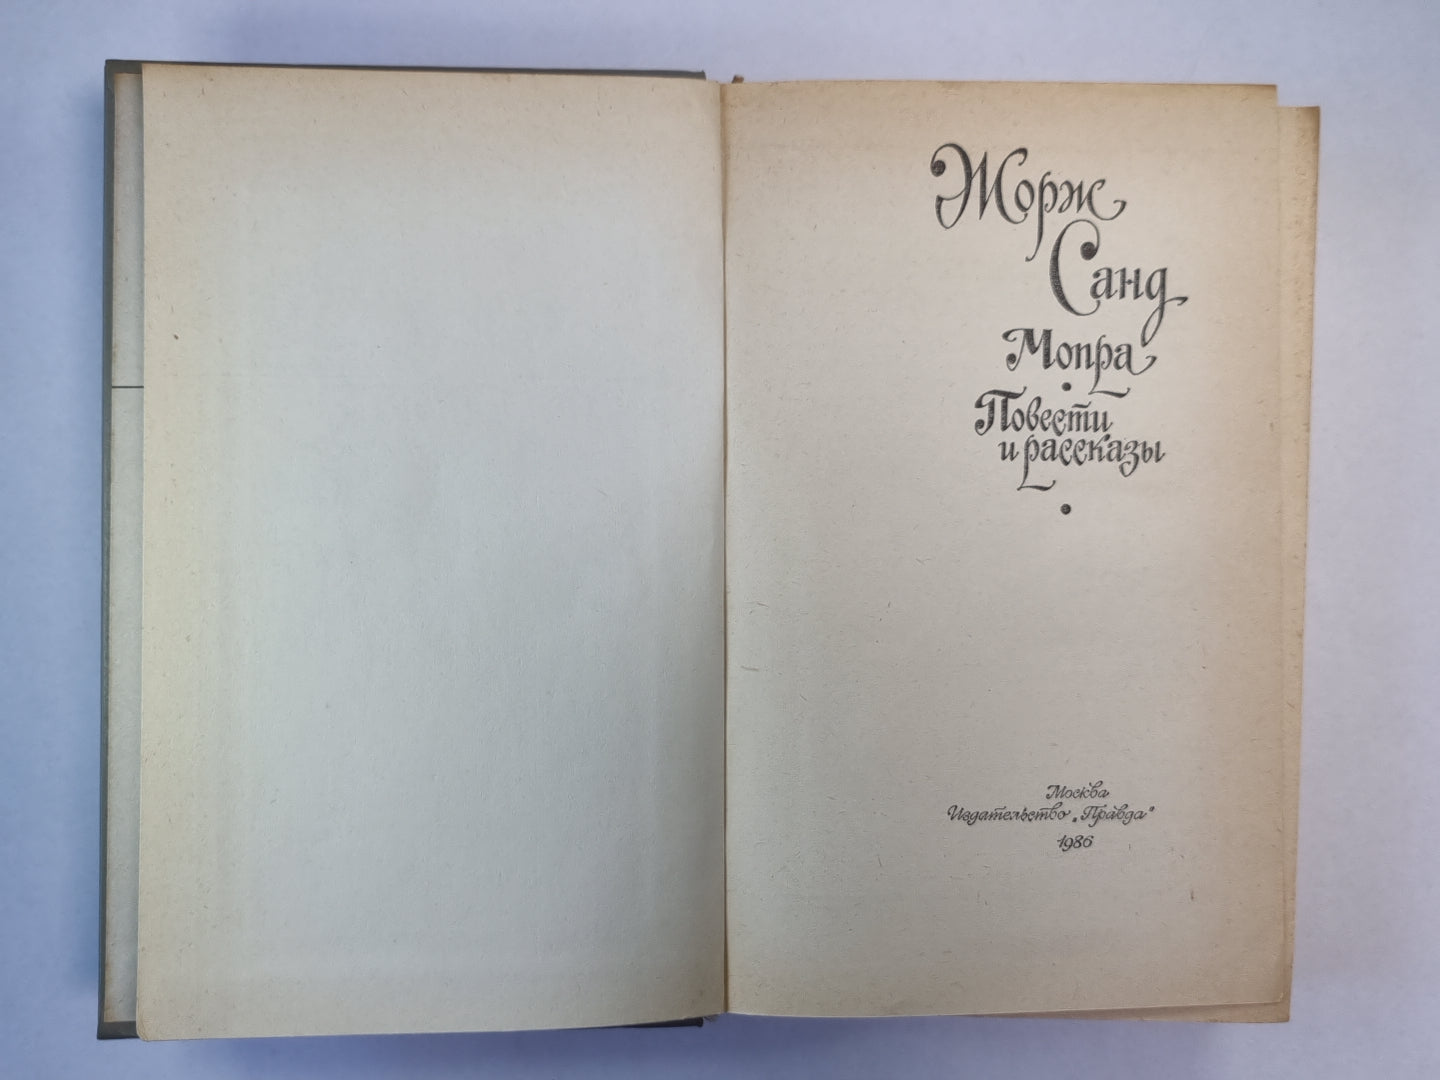 Жорж
Санд
Мопра
•
Повести
и рассказы
•
Москва
Издательство „Правда"
1986